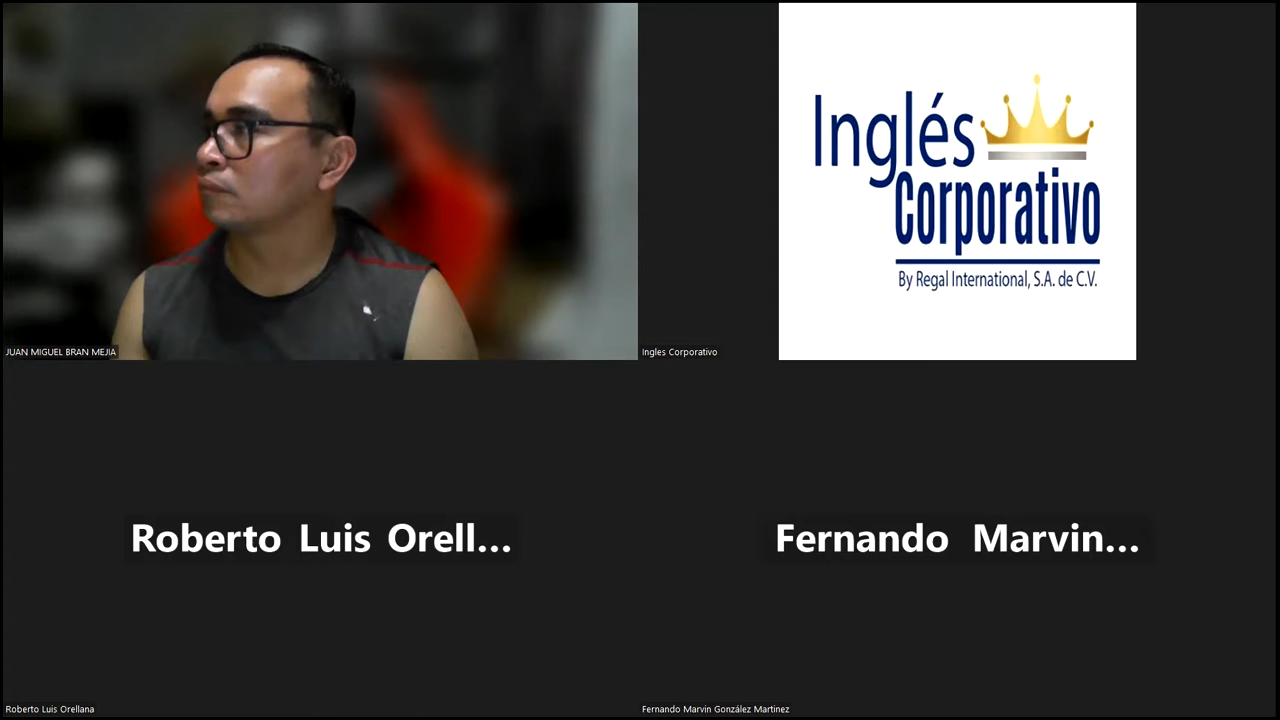 Inglés
Corporativo
By Regal International, S.A. de C.V.
JUAN MIGUEL BRAN MEJIA
Ingles Corporativo
Roberto Luis Orell...
Fernando Marvin...
Roberto Luis Orellana
Fernando Marvin González Martinez